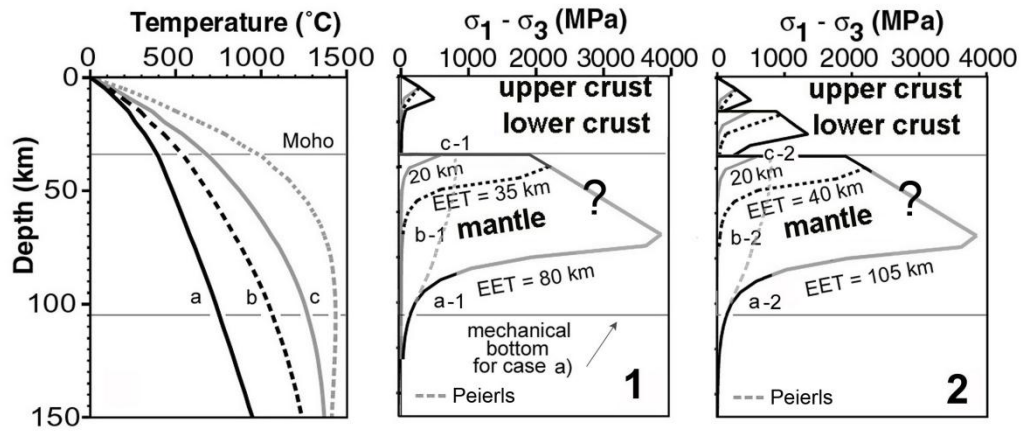 Temperature (˚C)
0 500 1000 1500
Depth (km)
0
50
100
150
Moho
a
b
c
σ1 - σ3 (MPa)
0 1000 2000 3000 4000
upper crust
lower crust
c-1
20 km
EET = 35 km
?
mantle
b-1
EET = 80 km
a-1
mechanical
bottom
for case a)
Peierls
1
σ1 - σ3 (MPa)
0 1000 2000 3000 4000
upper crust
lower crust
c-2
20 km
EET = 40 km
?
mantle
b-2
EET = 105 km
a-2
Peierls
2